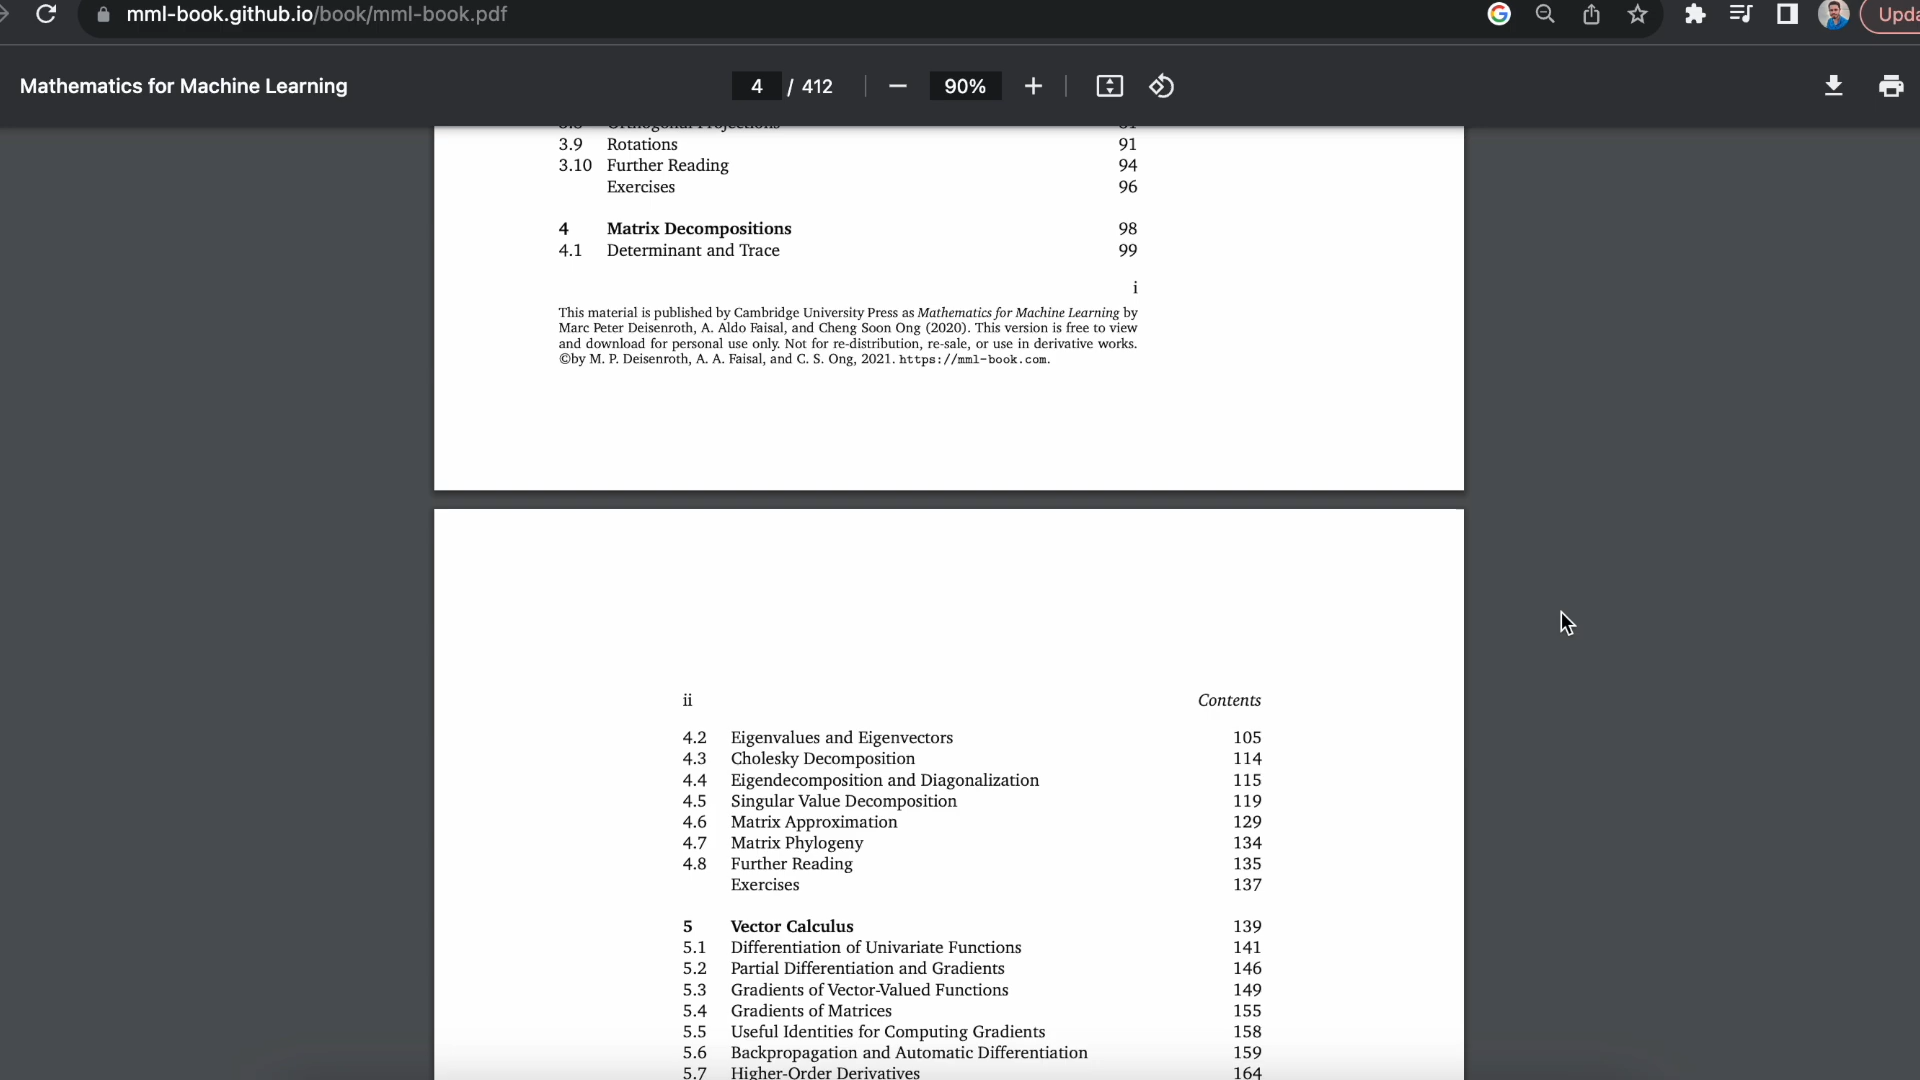 mml-book.github.io/book/mml-book.pdf
Mathematics for Machine Learning
4 / 412
90%
3.9 Rotations 91
3.10 Further Reading 94
Exercises 96
4 Matrix Decompositions 98
4.1 Determinant and Trace 99
i
This material is published by Cambridge University Press as Mathematics for Machine Learning by
Marc Peter Deisenroth, A. Aldo Faisal, and Cheng Soon Ong (2020). This version is free to view
and download for personal use only. Not for re-distribution, re-sale, or use in derivative works.
©by M. P. Deisenroth, A. A. Faisal, and C. S. Ong, 2021. https://mml-book.com.
ii Contents
4.2 Eigenvalues and Eigenvectors 105
4.3 Cholesky Decomposition 114
4.4 Eigendecomposition and Diagonalization 115
4.5 Singular Value Decomposition 119
4.6 Matrix Approximation 129
4.7 Matrix Phylogeny 134
4.8 Further Reading 135
Exercises 137
5 Vector Calculus 139
5.1 Differentiation of Univariate Functions 141
5.2 Partial Differentiation and Gradients 146
5.3 Gradients of Vector-Valued Functions 149
5.4 Gradients of Matrices 155
5.5 Useful Identities for Computing Gradients 158
5.6 Backpropagation and Automatic Differentiation 159
5.7 Higher-Order Derivatives 164